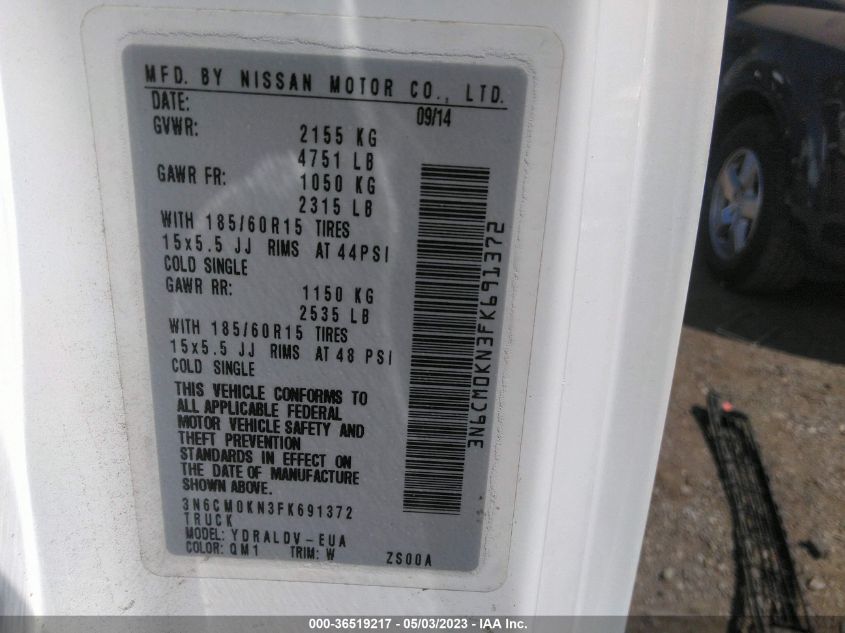 MFD. BY NISSAN MOTOR CO., LTD.
DATE: 09/14
GVWR: 2155 KG
4751 LB
GAWR FR: 1050 KG
2315 LB
WITH 185/60R15 TIRES
15x5.5 JJ RIMS AT 44PSI
COLD SINGLE
GAWR RR: 1150 KG
2535 LB
WITH 185/60R15 TIRES
15x5.5 JJ RIMS AT 48 PSI
COLD SINGLE
THIS VEHICLE CONFORMS TO
ALL APPLICABLE FEDERAL
MOTOR VEHICLE SAFETY AND
THEFT PREVENTION
STANDARDS IN EFFECT ON
THE DATE OF MANUFACTURE
SHOWN ABOVE.
3N6CM0KN3FK691372
TRUCK
MODEL: YDRALDV-EUA
COLOR: QM1 TRIM: W ZS00A
3N6CM0KN3FK691372
000-36519217 - 05/03/2023 - IAA Inc.